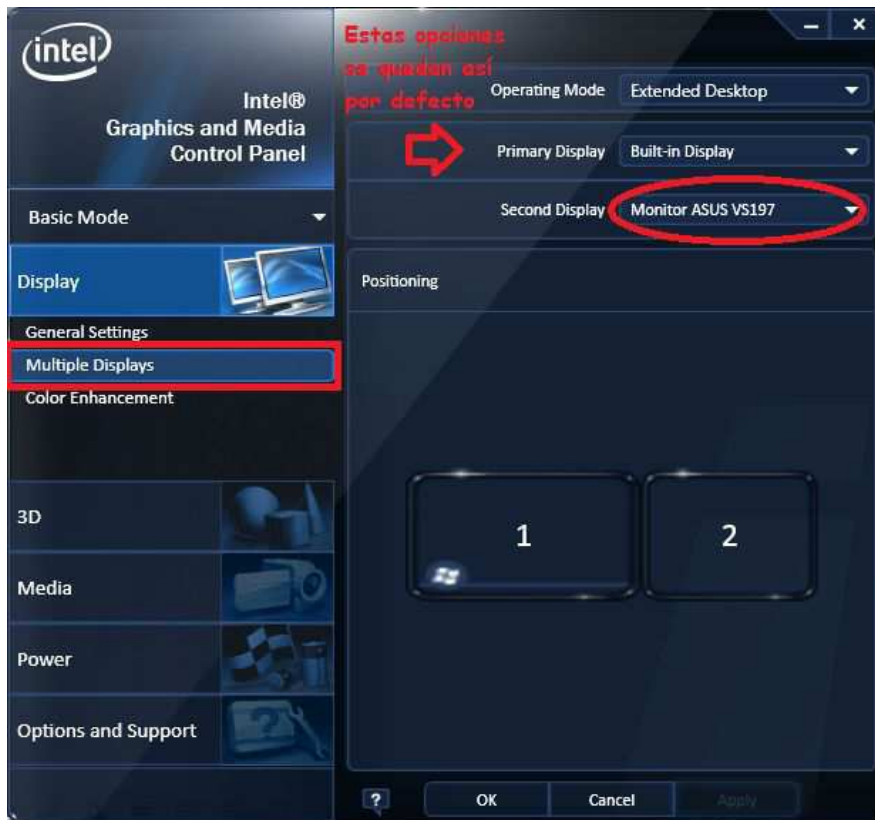 intel
Intel®
Graphics and Media
Control Panel
Basic Mode
Display
General Settings
Multiple Displays
Color Enhancement
3D
Media
Power
Options and Support
Estas opciones
se quedan así
por defecto
Operating Mode Extended Desktop
Primary Display Built-in Display
Second Display Monitor ASUS VS197
Positioning
1 2
?
OK Cancel Apply